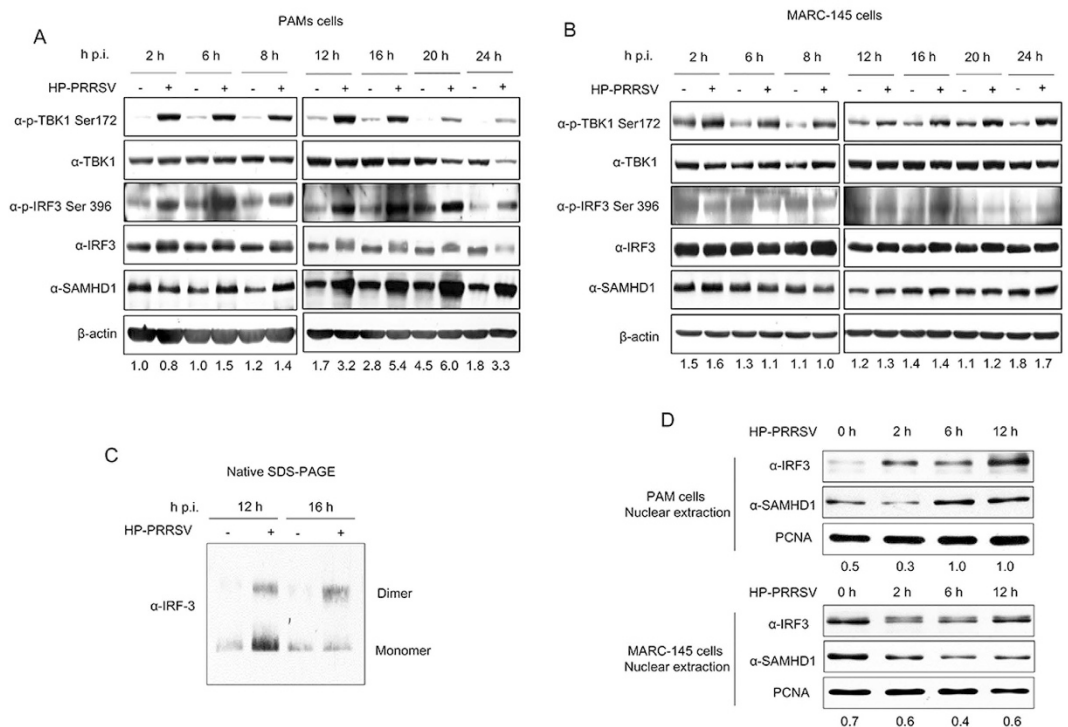 PAMs cells
A
h p.i. 2 h 6 h 8 h 12 h 16 h 20 h 24 h
HP-PRRSV - + - + - + - + - + - + - +
α-p-TBK1 Ser172
α-TBK1
α-p-IRF3 Ser 396
α-IRF3
α-SAMHD1
β-actin
1.0 0.8 1.0 1.5 1.2 1.4 1.7 3.2 2.8 5.4 4.5 6.0 1.8 3.3
MARC-145 cells
B
h p.i. 2 h 6 h 8 h 12 h 16 h 20 h 24 h
HP-PRRSV - + - + - + - + - + - + - +
α-p-TBK1 Ser172
α-TBK1
α-p-IRF3 Ser 396
α-IRF3
α-SAMHD1
β-actin
1.5 1.6 1.3 1.1 1.1 1.0 1.2 1.3 1.4 1.4 1.1 1.2 1.8 1.7
C
Native SDS-PAGE
h p.i. 12 h 16 h
HP-PRRSV - + - +
α-IRF-3
Dimer
Monomer
D
HP-PRRSV 0 h 2 h 6 h 12 h
PAM cells
Nuclear extraction
α-IRF3
α-SAMHD1
PCNA
0.5 0.3 1.0 1.0
HP-PRRSV 0 h 2 h 6 h 12 h
MARC-145 cells
Nuclear extraction
α-IRF3
α-SAMHD1
PCNA
0.7 0.6 0.4 0.6